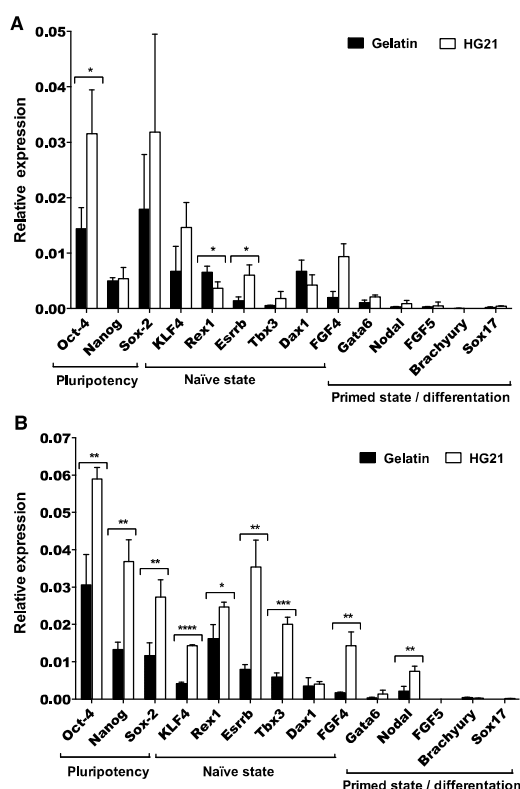 A
Gelatin HG21
Relative expression
0.05
0.04
0.03
0.02
0.01
0.00
*
*
*
Oct-4 Nanog Sox-2 KLF4 Rex1 Esrrb Tbx3 Dax1 FGF4 Gata6 Nodal FGF5 Brachyury Sox17
Pluripotency Naïve state
Primed state / differentation
B
Gelatin HG21
Relative expression
0.07
0.06
0.05
0.04
0.03
0.02
0.01
0.00
**
**
**
****
*
**
***
**
**
Oct-4 Nanog Sox-2 KLF4 Rex1 Esrrb Tbx3 Dax1 FGF4 Gata6 Nodal FGF5 Brachyury Sox17
Pluripotency Naïve state
Primed state / differentation